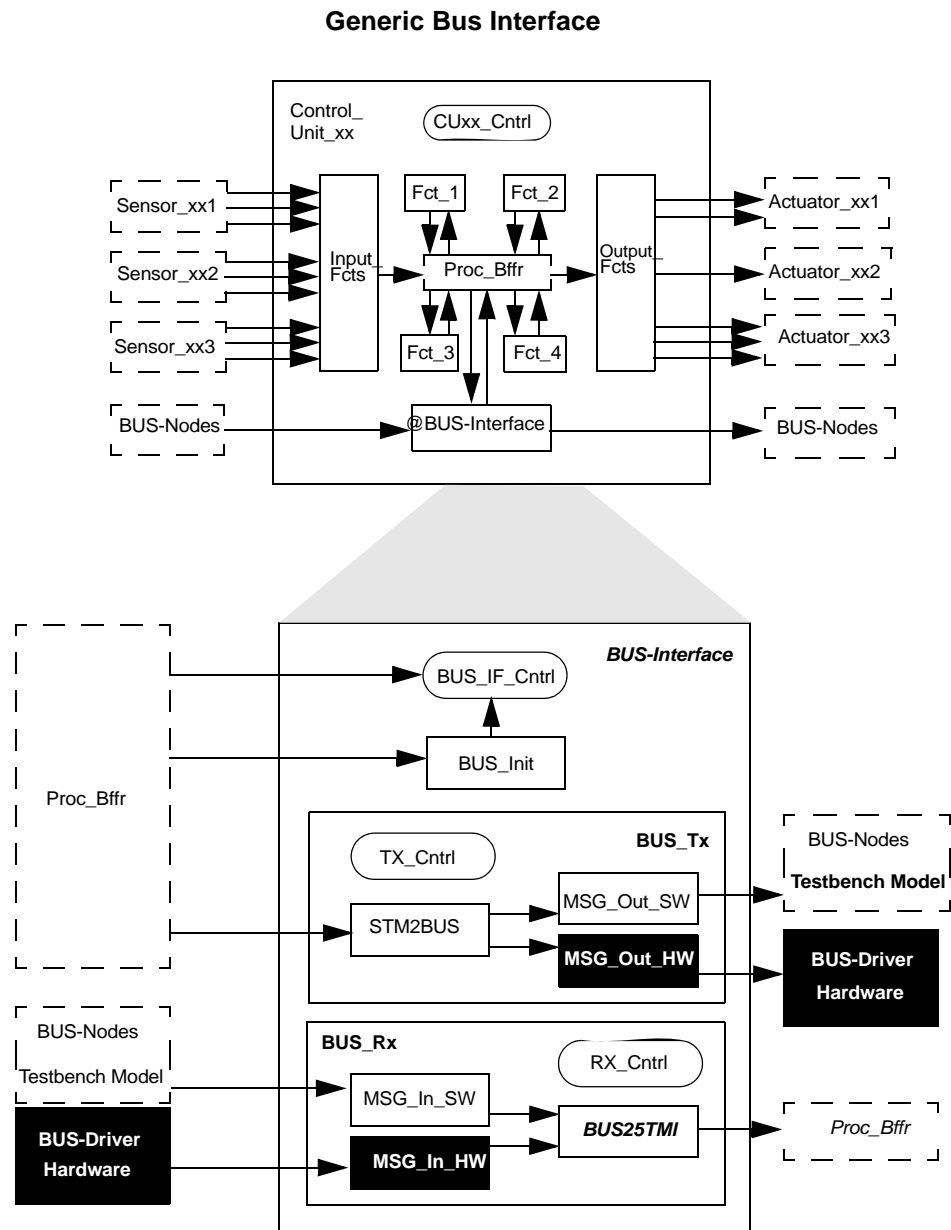 Generic Bus Interface
Control_
Unit_xx
CUxx_Cntrl
Sensor_xx1
Sensor_xx2
Sensor_xx3
BUS-Nodes
Input_
Fcts
Fct_1
Fct_2
Proc_Bffr
Fct_3
Fct_4
@BUS-Interface
Output_
Fcts
Actuator_xx1
Actuator_xx2
Actuator_xx3
BUS-Nodes
BUS-Interface
BUS_IF_Cntrl
BUS_Init
Proc_Bffr
BUS_Tx
TX_Cntrl
STM2BUS
MSG_Out_SW
MSG_Out_HW
BUS-Nodes
Testbench Model
BUS-Driver
Hardware
BUS-Nodes
Testbench Model
BUS-Driver
Hardware
BUS_Rx
RX_Cntrl
MSG_In_SW
MSG_In_HW
BUS25TMI
Proc_Bffr